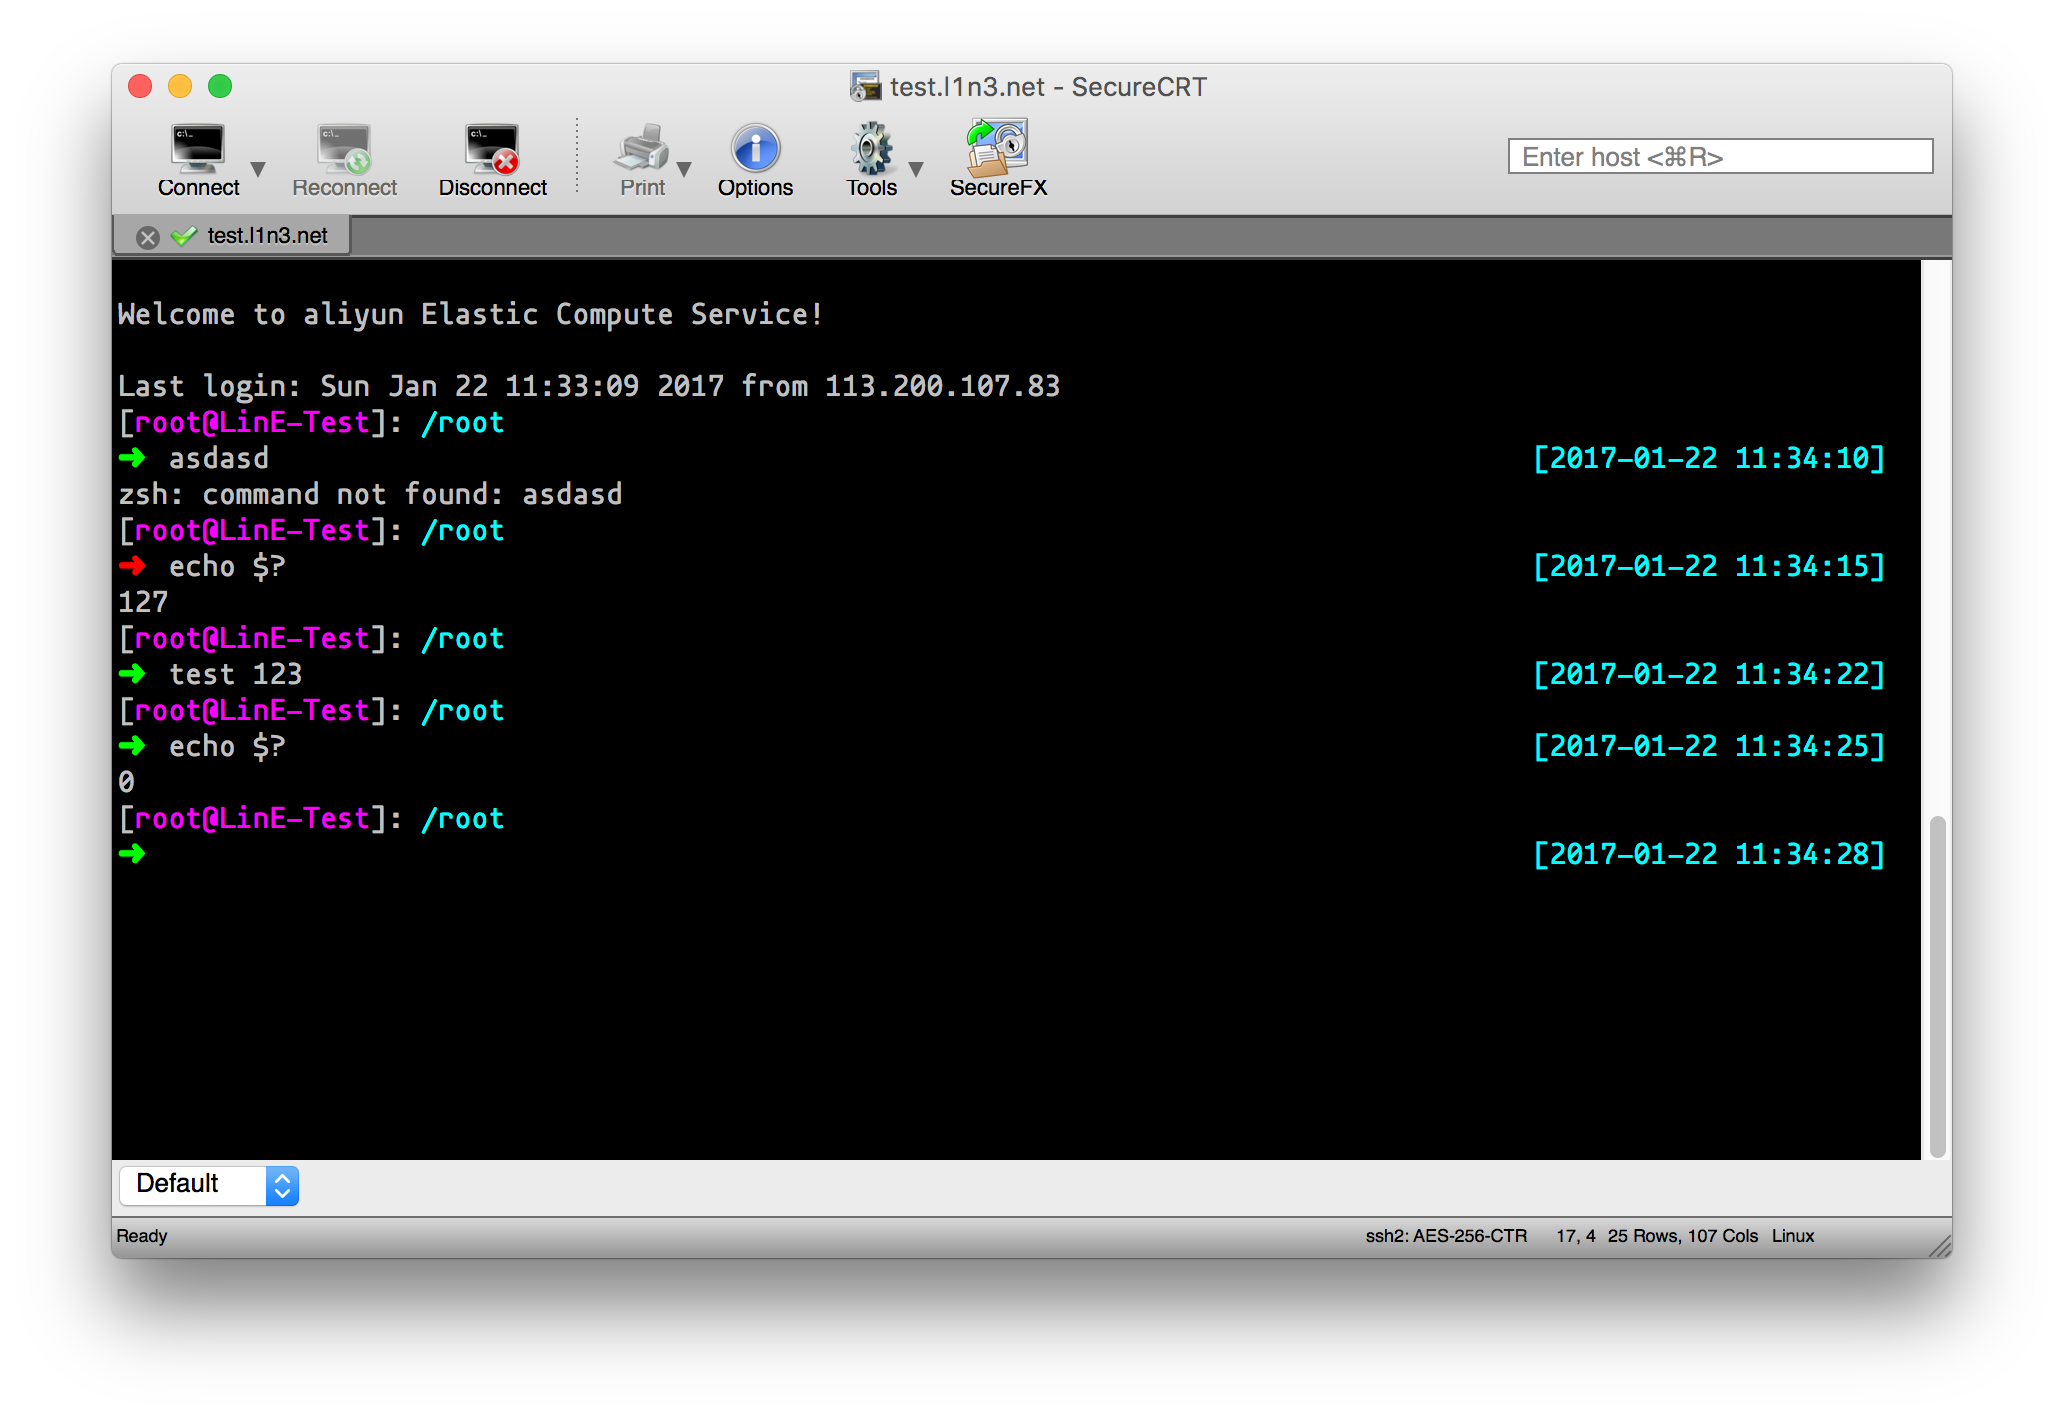 test.l1n3.net - SecureCRT
Connect Reconnect Disconnect Print Options Tools SecureFX Enter host <⌘R>
test.l1n3.net
Welcome to aliyun Elastic Compute Service!
Last login: Sun Jan 22 11:33:09 2017 from 113.200.107.83
[root@LinE-Test]: /root
➜ asdasd [2017-01-22 11:34:10]
zsh: command not found: asdasd
[root@LinE-Test]: /root
➜ echo $? [2017-01-22 11:34:15]
127
[root@LinE-Test]: /root
➜ test 123 [2017-01-22 11:34:22]
[root@LinE-Test]: /root
➜ echo $? [2017-01-22 11:34:25]
0
[root@LinE-Test]: /root
➜ [2017-01-22 11:34:28]
Default
Ready ssh2: AES-256-CTR 17, 4 25 Rows, 107 Cols Linux